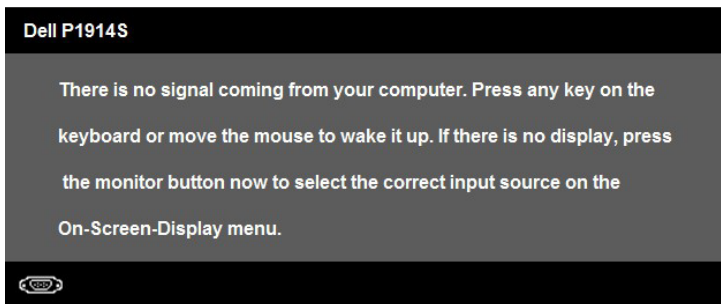 Dell P1914S
There is no signal coming from your computer. Press any key on the
keyboard or move the mouse to wake it up. If there is no display, press
the monitor button now to select the correct input source on the
On-Screen-Display menu.